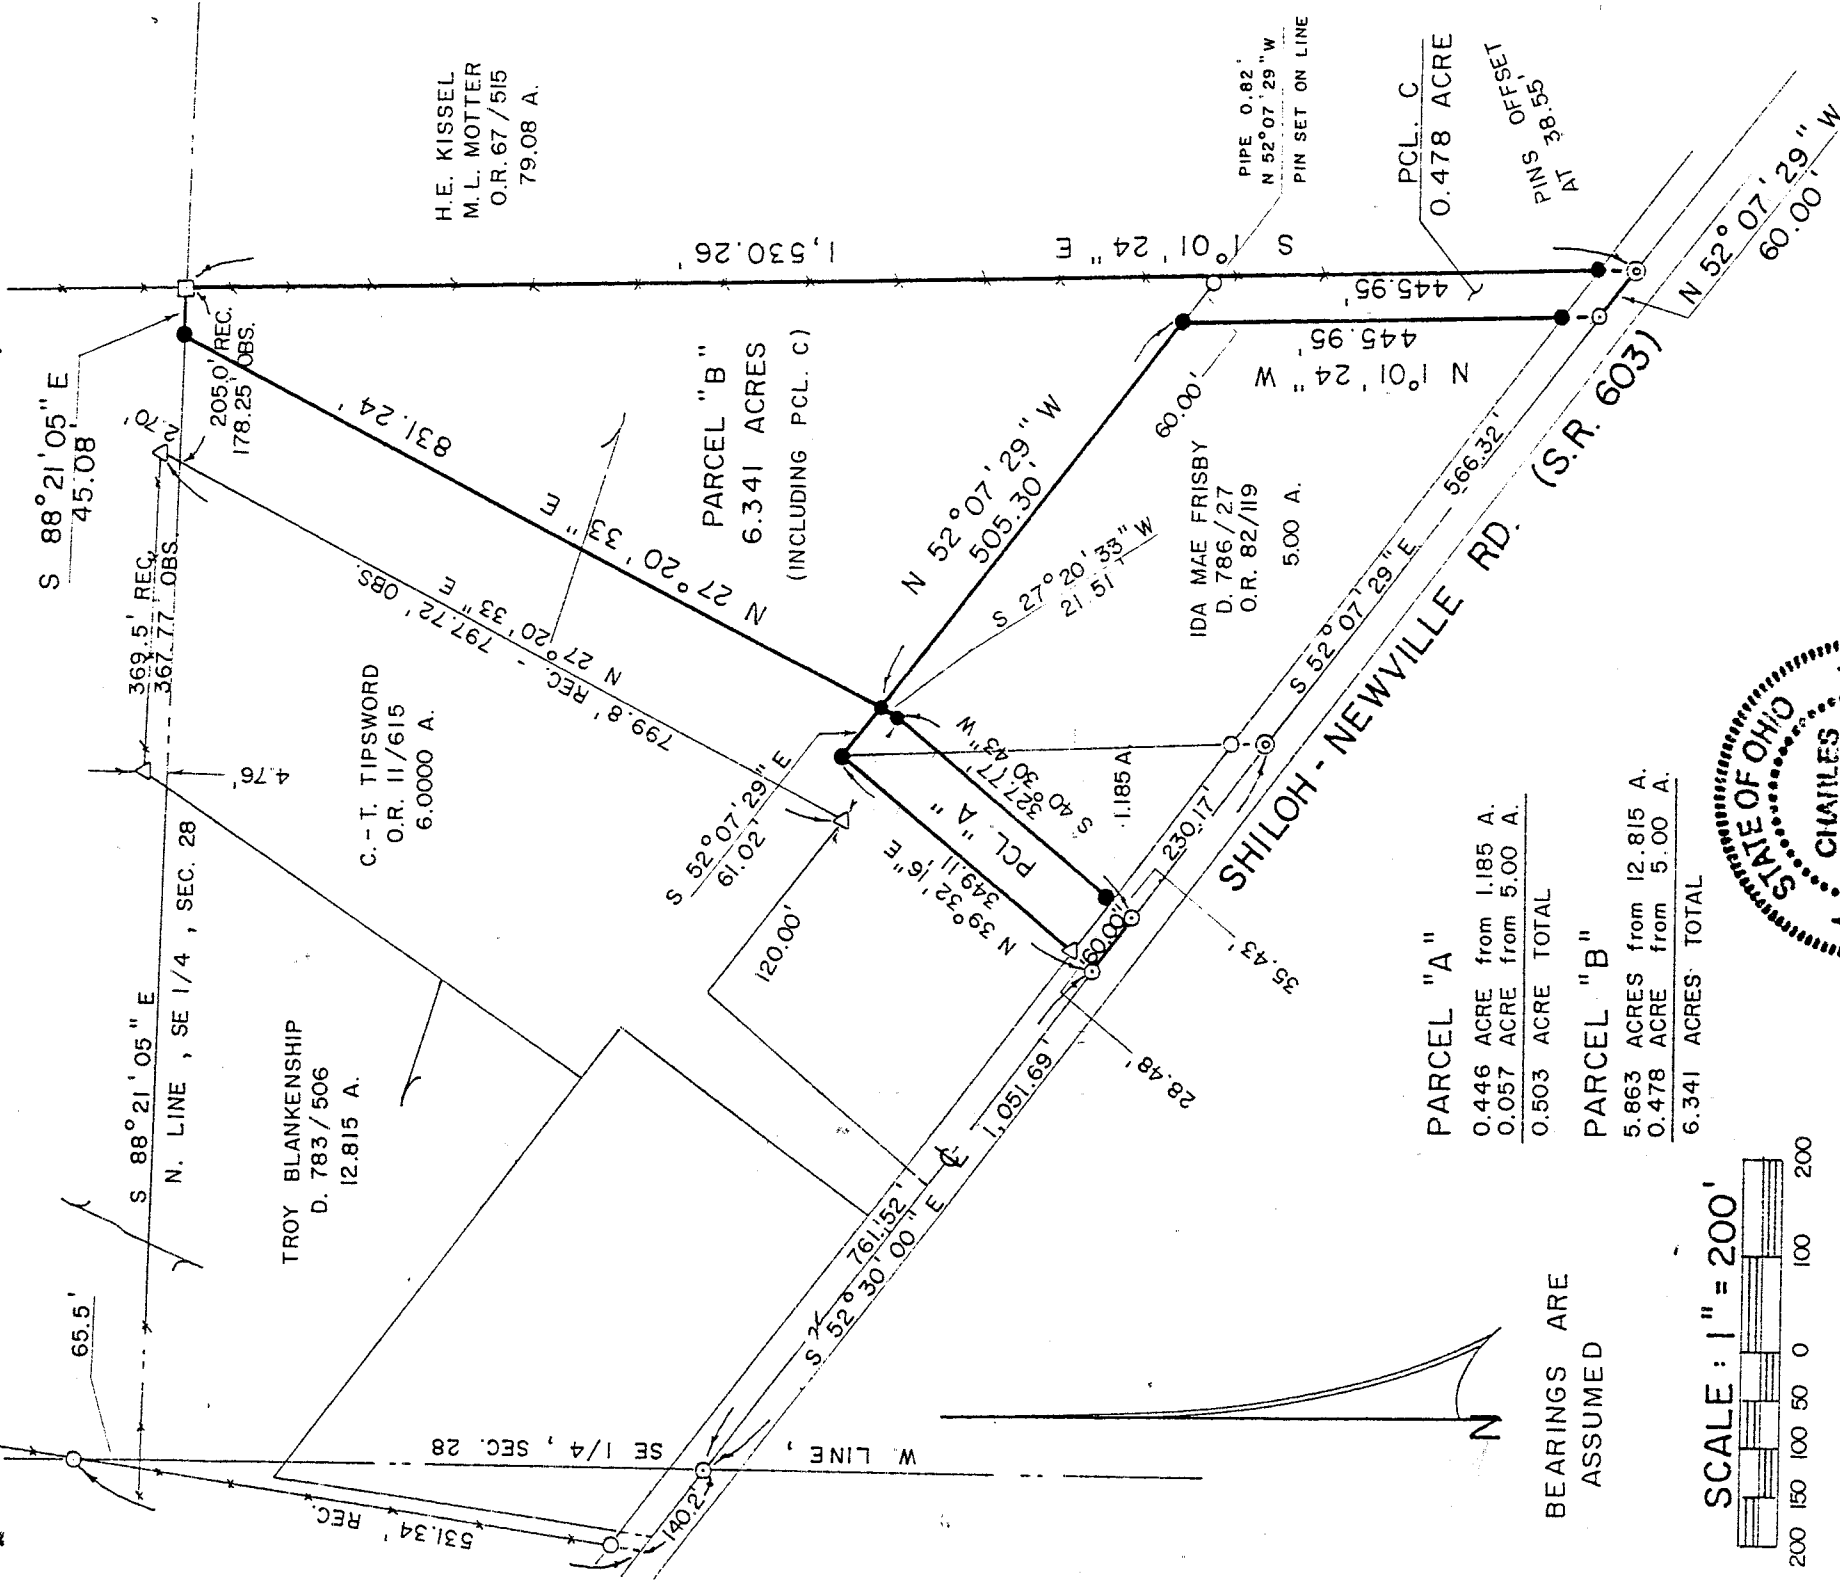 S 88° 21' 05" E
45.08'
H.E. KISSEL
M.L. MOTTER
O.R. 67/515
79.08 A.
2.70'
205.0' REC.
178.25' OBS.
369.5' REC.
367.77' OBS.
4.76'
S 88° 21' 05" E
N. LINE, SE 1/4, SEC. 28
65.5'
531.34' REC.
W. LINE, SE 1/4, SEC. 28
140.2'
TROY BLANKENSHIP
D. 783/506
12.815 A.
C.-T. TIPSWORD
O.R. 11/615
6.0000 A.
799.8' REC. - 797.72' OBS.
N 27° 20' 33" E
831.24'
N 27° 20' 33" E
PARCEL "B"
6.341 ACRES
(INCLUDING PCL. C)
1,530.26'
S 1° 01' 24" E
PIPE 0.82'
N 52° 07' 29" W
PIN SET ON LINE
PCL. C
0.478 ACRE
PINS OFFSET
AT 38.55'
445.95'
445.95'
N 1° 01' 24" W
N 52° 07' 29" W
60.00'
60.00'
N 52° 07' 29" W
505.30'
S 27° 20' 33" W
21.51'
IDA MAE FRISBY
D. 786/27
O.R. 82/119
5.00 A.
S 52° 07' 29" E
61.02'
120.00'
N 39° 32' 16" E
349.11'
PCL. "A"
327.77'
S 40° 30' 43" W
1.185 A.
60.00'
230.17'
566.32'
S 52° 07' 29" E
35.43'
28.48'
1,051.69'
761.52'
S 52° 30' 00" E
SHILOH - NEWVILLE RD. (S.R. 603)
PARCEL "A"
0.446 ACRE from 1.185 A.
0.057 ACRE from 5.00 A.
0.503 ACRE TOTAL
PARCEL "B"
5.863 ACRES from 12.815 A.
0.478 ACRE from 5.00 A.
6.341 ACRES TOTAL
STATE OF OHIO
CHARLES
N
BEARINGS ARE
ASSUMED
SCALE : 1" = 200'
200 150 100 50 0 100 200